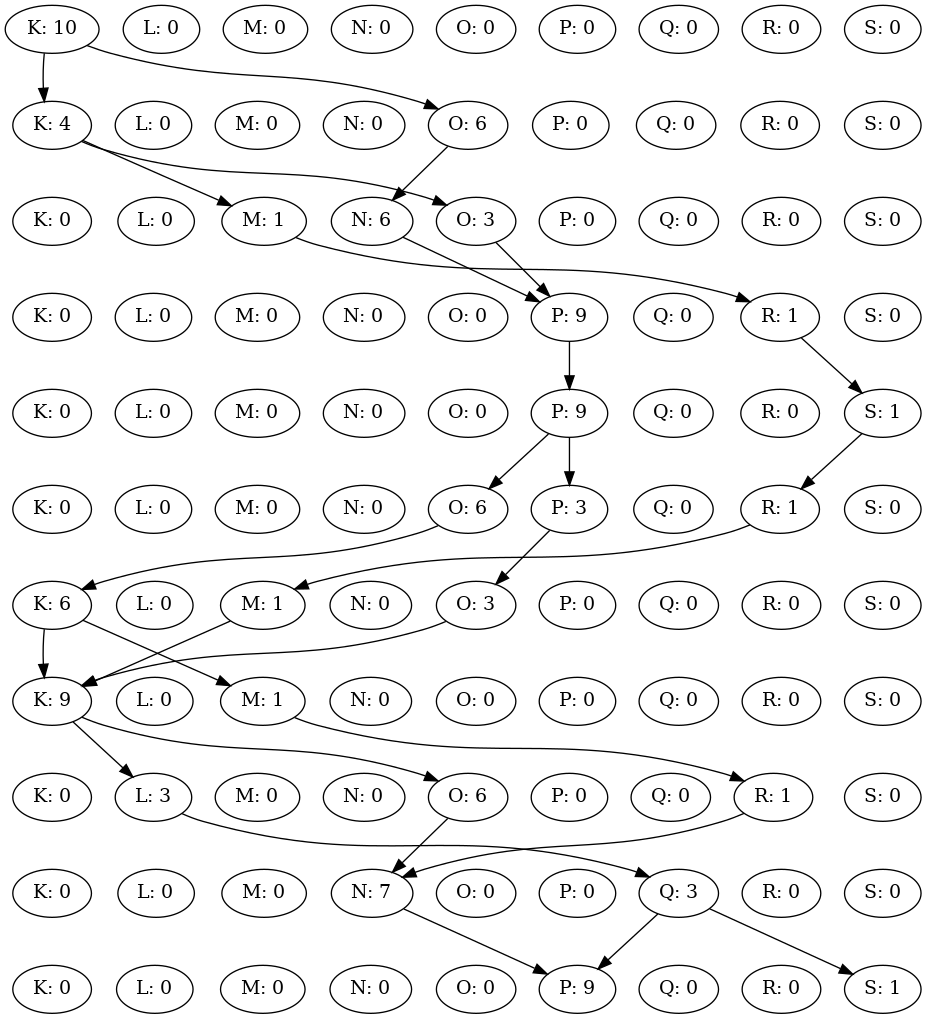 K: 10 L: 0 M: 0 N: 0 O: 0 P: 0 Q: 0 R: 0 S: 0
K: 4 L: 0 M: 0 N: 0 O: 6 P: 0 Q: 0 R: 0 S: 0
K: 0 L: 0 M: 1 N: 6 O: 3 P: 0 Q: 0 R: 0 S: 0
K: 0 L: 0 M: 0 N: 0 O: 0 P: 9 Q: 0 R: 1 S: 0
K: 0 L: 0 M: 0 N: 0 O: 0 P: 9 Q: 0 R: 0 S: 1
K: 0 L: 0 M: 0 N: 0 O: 6 P: 3 Q: 0 R: 1 S: 0
K: 6 L: 0 M: 1 N: 0 O: 3 P: 0 Q: 0 R: 0 S: 0
K: 9 L: 0 M: 1 N: 0 O: 0 P: 0 Q: 0 R: 0 S: 0
K: 0 L: 3 M: 0 N: 0 O: 6 P: 0 Q: 0 R: 1 S: 0
K: 0 L: 0 M: 0 N: 7 O: 0 P: 0 Q: 3 R: 0 S: 0
K: 0 L: 0 M: 0 N: 0 O: 0 P: 9 Q: 0 R: 0 S: 1